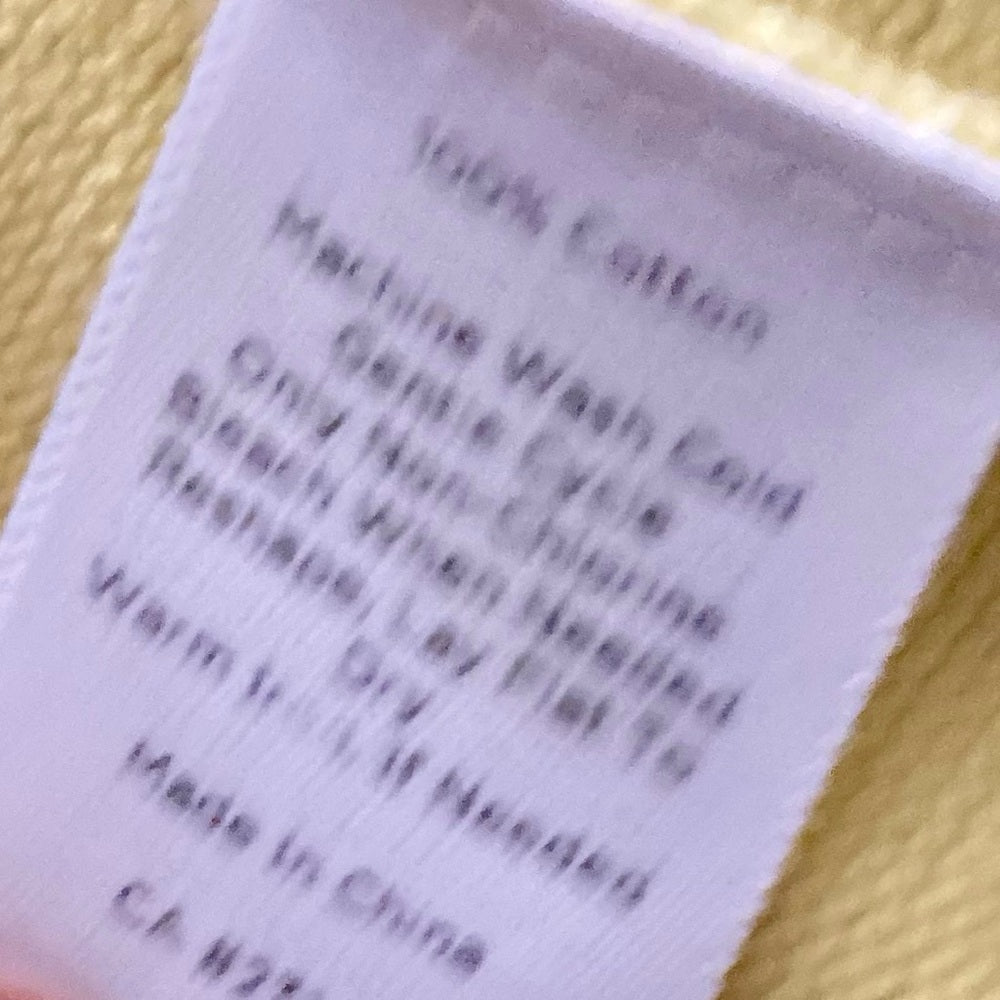 100% Cotton
Machine Wash Cold
Gentle Cycle
Only Non-Chlorine
Bleach When Needed
Reshape, Lay Flat To
Dry
Warm Iron If Needed
Made In China
CA